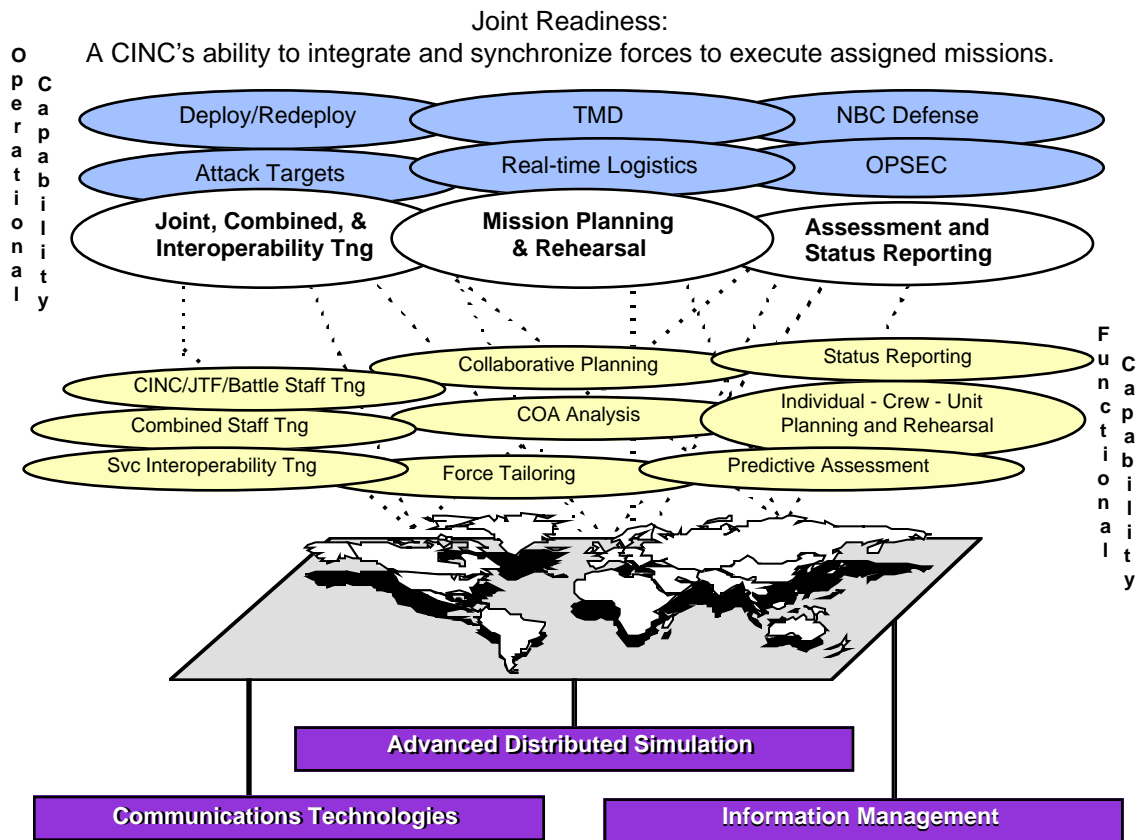 Joint Readiness:
A CINC's ability to integrate and synchronize forces to execute assigned missions.
Operational
Capability
Deploy/Redeploy
TMD
NBC Defense
Attack Targets
Real-time Logistics
OPSEC
Joint, Combined, &
Interoperability Tng
Mission Planning
& Rehearsal
Assessment and
Status Reporting
Functional
Capability
Collaborative Planning
Status Reporting
CINC/JTF/Battle Staff Tng
COA Analysis
Individual - Crew - Unit
Planning and Rehearsal
Combined Staff Tng
Svc Interoperability Tng
Force Tailoring
Predictive Assessment
Advanced Distributed Simulation
Communications Technologies
Information Management